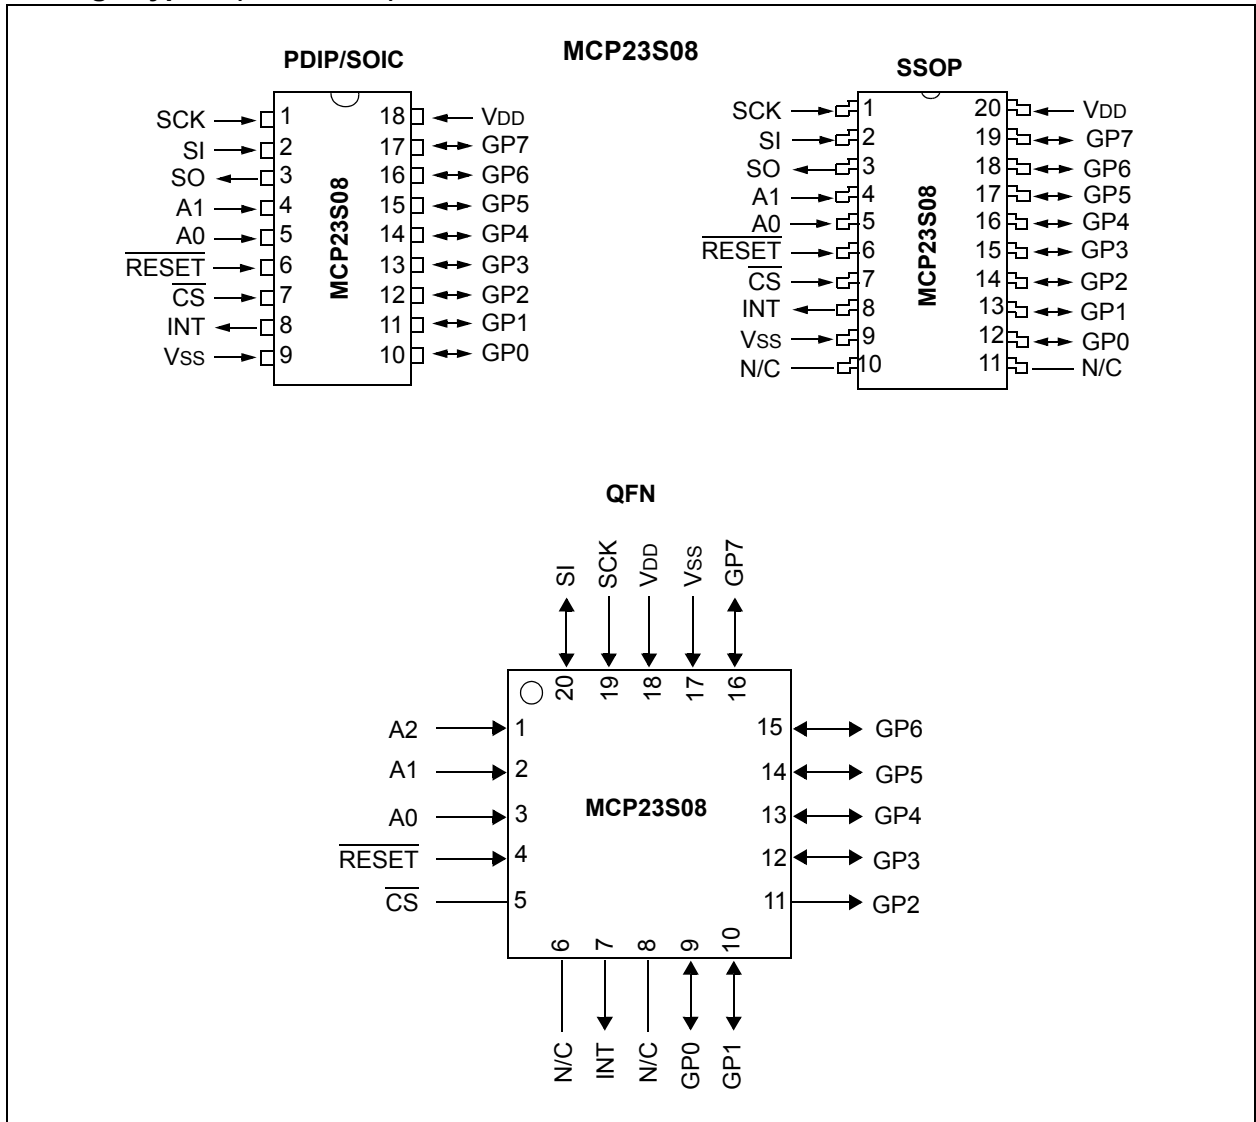 MCP23S08
PDIP/SOIC
SCK 1 18 VDD
SI 2 17 GP7
SO 3 16 GP6
A1 4 15 GP5
A0 5 14 GP4
RESET 6 13 GP3
CS 7 12 GP2
INT 8 11 GP1
VSS 9 10 GP0
MCP23S08
SSOP
SCK 1 20 VDD
SI 2 19 GP7
SO 3 18 GP6
A1 4 17 GP5
A0 5 16 GP4
RESET 6 15 GP3
CS 7 14 GP2
INT 8 13 GP1
VSS 9 12 GP0
N/C 10 11 N/C
MCP23S08
QFN
SI SCK VDD VSS GP7
20 19 18 17 16
A2 1 15 GP6
A1 2 14 GP5
A0 3 MCP23S08 13 GP4
RESET 4 12 GP3
CS 5 11 GP2
6 7 8 9 10
N/C INT N/C GP0 GP1